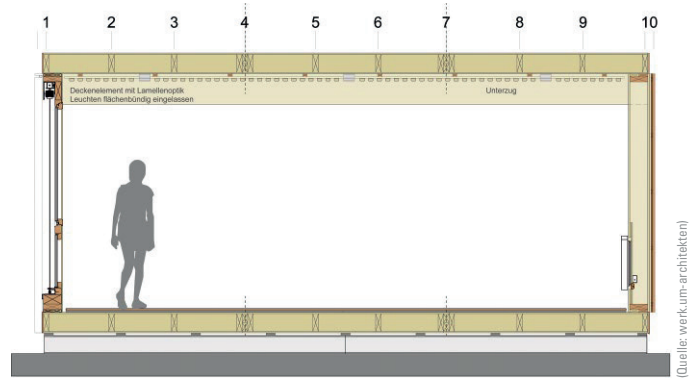 1 2 3 4 5 6 7 8 9 10
Deckenelement mit Lamellenoptik
Leuchten flächenbündig eingelassen
Unterzug
(Quelle: werk.um-architekten)